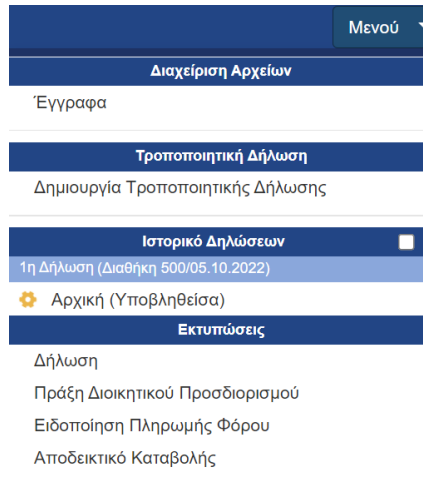 Μενού
Διαχείριση Αρχείων
Έγγραφα
Τροποποιητική Δήλωση
Δημιουργία Τροποποιητικής Δήλωσης
Ιστορικό Δηλώσεων
1η Δήλωση (Διαθήκη 500/05.10.2022)
Αρχική (Υποβληθείσα)
Εκτυπώσεις
Δήλωση
Πράξη Διοικητικού Προσδιορισμού
Ειδοποίηση Πληρωμής Φόρου
Αποδεικτικό Καταβολής